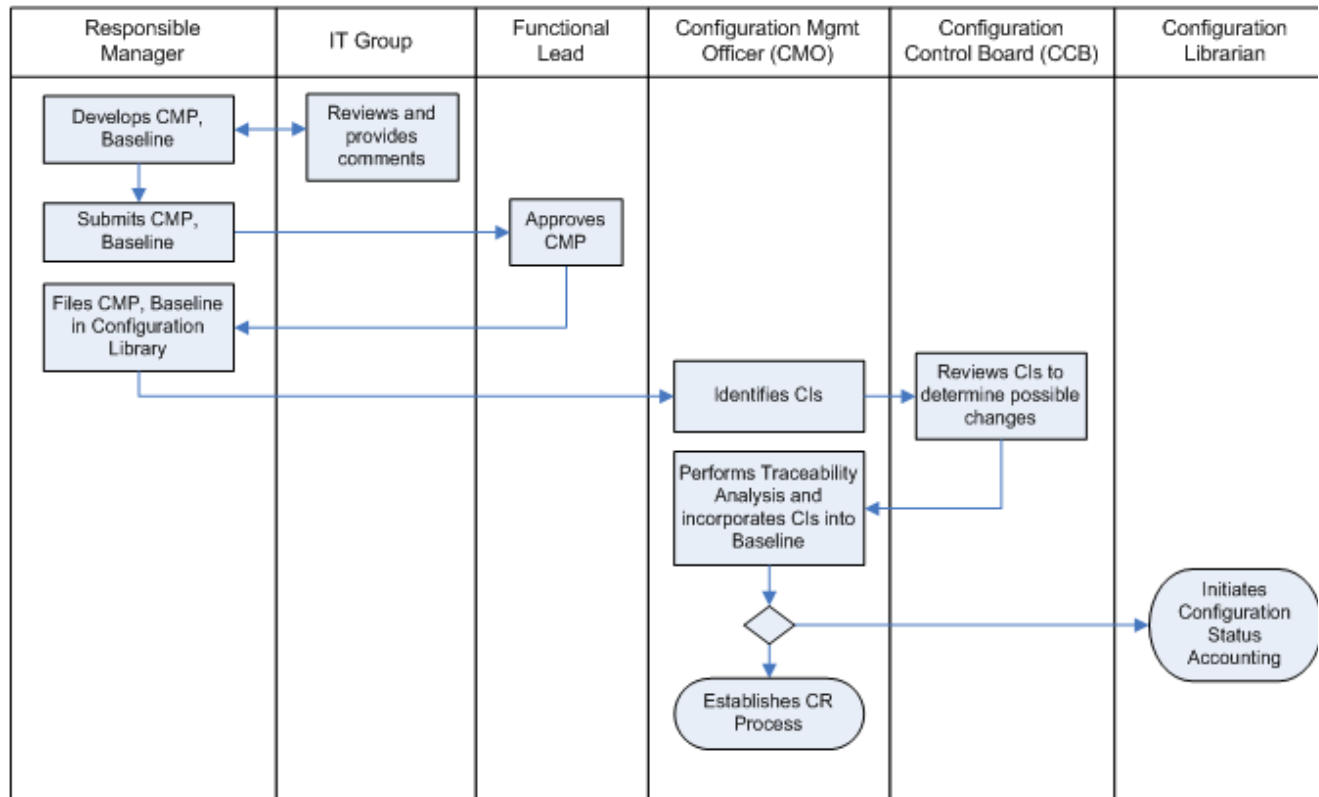 Responsible
Manager
IT Group
Functional
Lead
Configuration Mgmt
Officer (CMO)
Configuration
Control Board (CCB)
Configuration
Librarian
Develops CMP,
Baseline
Reviews and
provides
comments
Submits CMP,
Baseline
Approves
CMP
Files CMP, Baseline
in Configuration
Library
Identifies CIs
Reviews CIs to
determine possible
changes
Performs Traceability
Analysis and
incorporates CIs into
Baseline
Initiates
Configuration
Status
Accounting
Establishes CR
Process